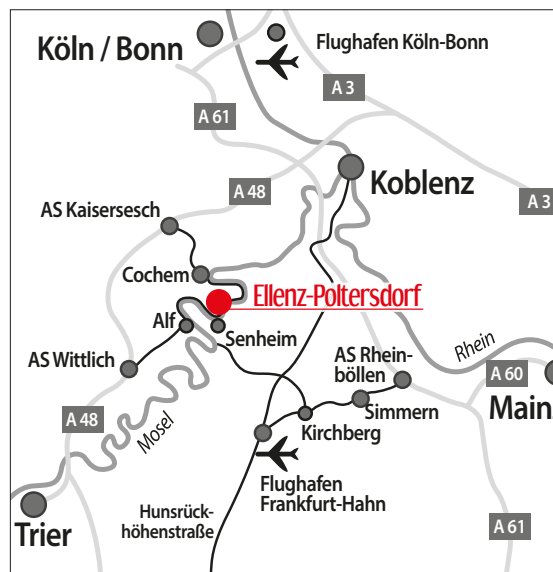 Köln / Bonn
Flughafen Köln-Bonn
A 3
A 61
A 48
Koblenz
A 3
AS Kaisersesch
Cochem
Ellenz-Poltersdorf
Alf
Senheim
Rhein
AS Rhein-
böllen
AS Wittlich
A 60
Simmern
Main
A 48
Mosel
Kirchberg
Flughafen
Frankfurt-Hahn
Hunsrück-
höhenstraße
Trier
A 61